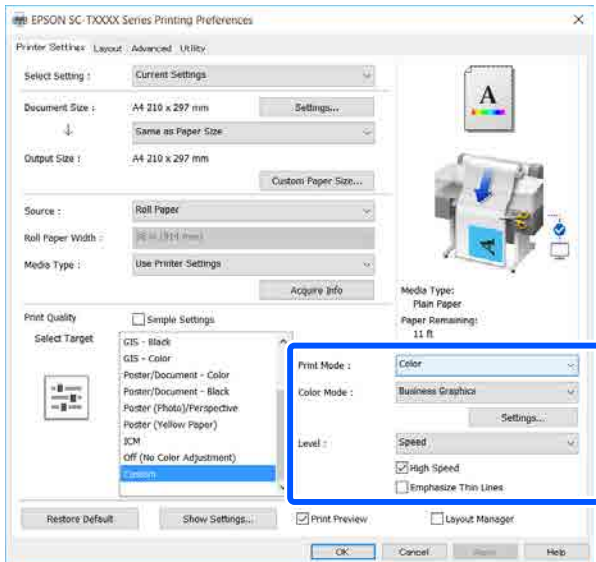 EPSON SC-TXXXX Series Printing Preferences
Printer Settings Layout Advanced Utility
Select Setting : Current Settings
Document Size : A4 210 x 297 mm Settings...
Same as Paper Size
Output Size : A4 210 x 297 mm
Custom Paper Size...
Source : Roll Paper
Roll Paper Width :
Media Type : Use Printer Settings
Acquire Info
A
Media Type:
Plain Paper
Paper Remaining:
11 ft
Print Quality Simple Settings
Select Target
GIS - Black
GIS - Color
Poster/Document - Color
Poster/Document - Black
Poster (Photo)/Perspective
Poster (Yellow Paper)
ICM
Off (No Color Adjustment)
Custom
Print Mode : Color
Color Mode : Business Graphics
Settings...
Level : Speed
High Speed
Emphasize Thin Lines
Restore Default Show Settings... Print Preview Layout Manager
OK Cancel Help